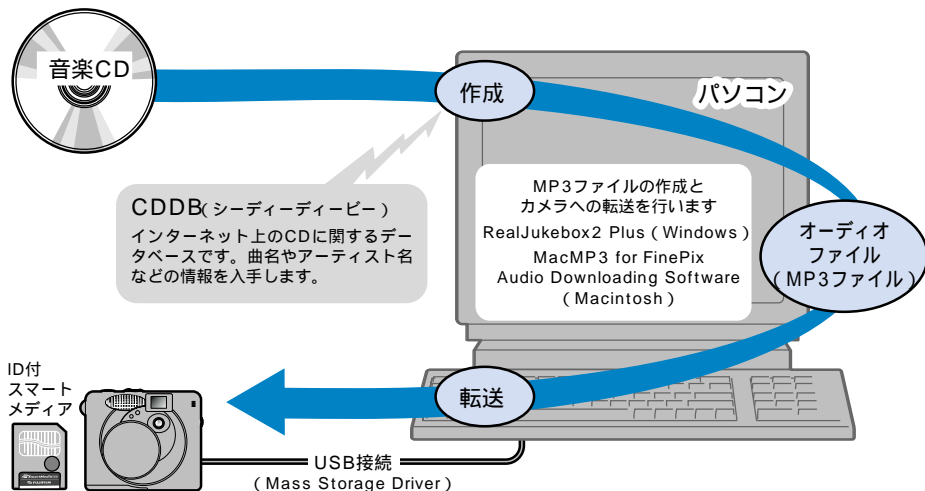 音楽CD
作成
パソコン
CDDB(シーディーディービー)
インターネット上のCDに関するデー
タベースです。曲名やアーティスト名
などの情報を入手します。
MP3ファイルの作成と
カメラへの転送を行います
RealJukebox2 Plus(Windows)
MacMP3 for FinePix
Audio Downloading Software
(Macintosh)
オーディオ
ファイル
(MP3ファイル)
ID付
スマート
メディア
転送
USB接続
(Mass Storage Driver)